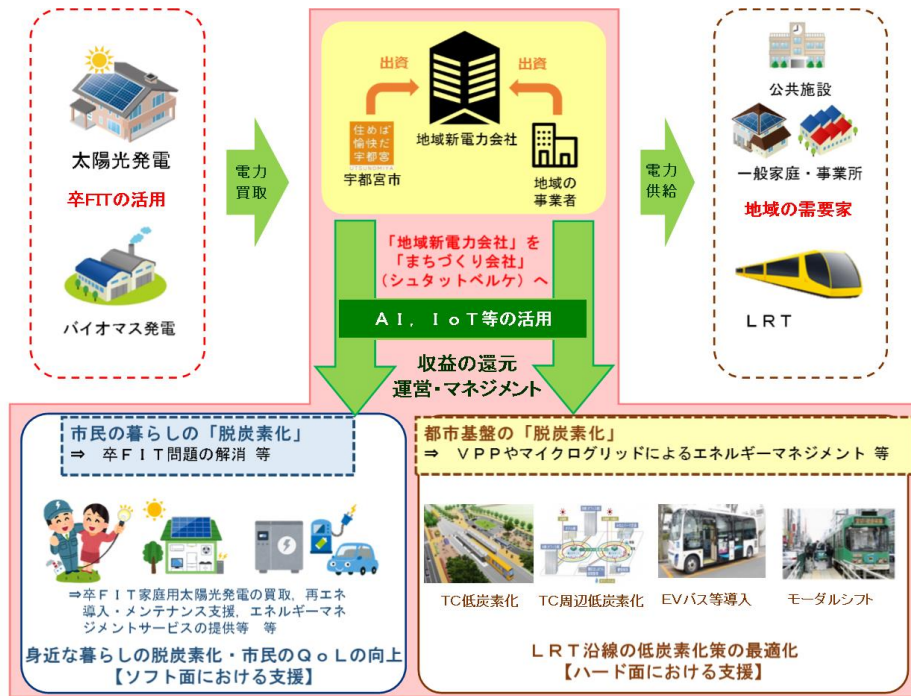 太陽光発電
卒FITの活用
バイオマス発電
電力
買取
出資
出資
地域新電力会社
住めば
愉快だ
宇都宮
UTSUNOMIYA
宇都宮市
地域の
事業者
電力
供給
公共施設
一般家庭・事業所
地域の需要家
LRT
「地域新電力会社」を
「まちづくり会社」
（シュタットベルケ）へ
AI，IoT等の活用
収益の還元
運営・マネジメント
市民の暮らしの「脱炭素化」
⇒ 卒FIT問題の解消 等
⇒卒FIT家庭用太陽光発電の買取，再エネ
導入・メンテナンス支援，エネルギーマネ
ジメントサービスの提供等 等
身近な暮らしの脱炭素化・市民のQoLの向上
【ソフト面における支援】
都市基盤の「脱炭素化」
⇒ VPPやマイクログリッドによるエネルギーマネジメント 等
TC低炭素化
TC周辺低炭素化
EVバス等導入
モーダルシフト
LRT沿線の低炭素化策の最適化
【ハード面における支援】